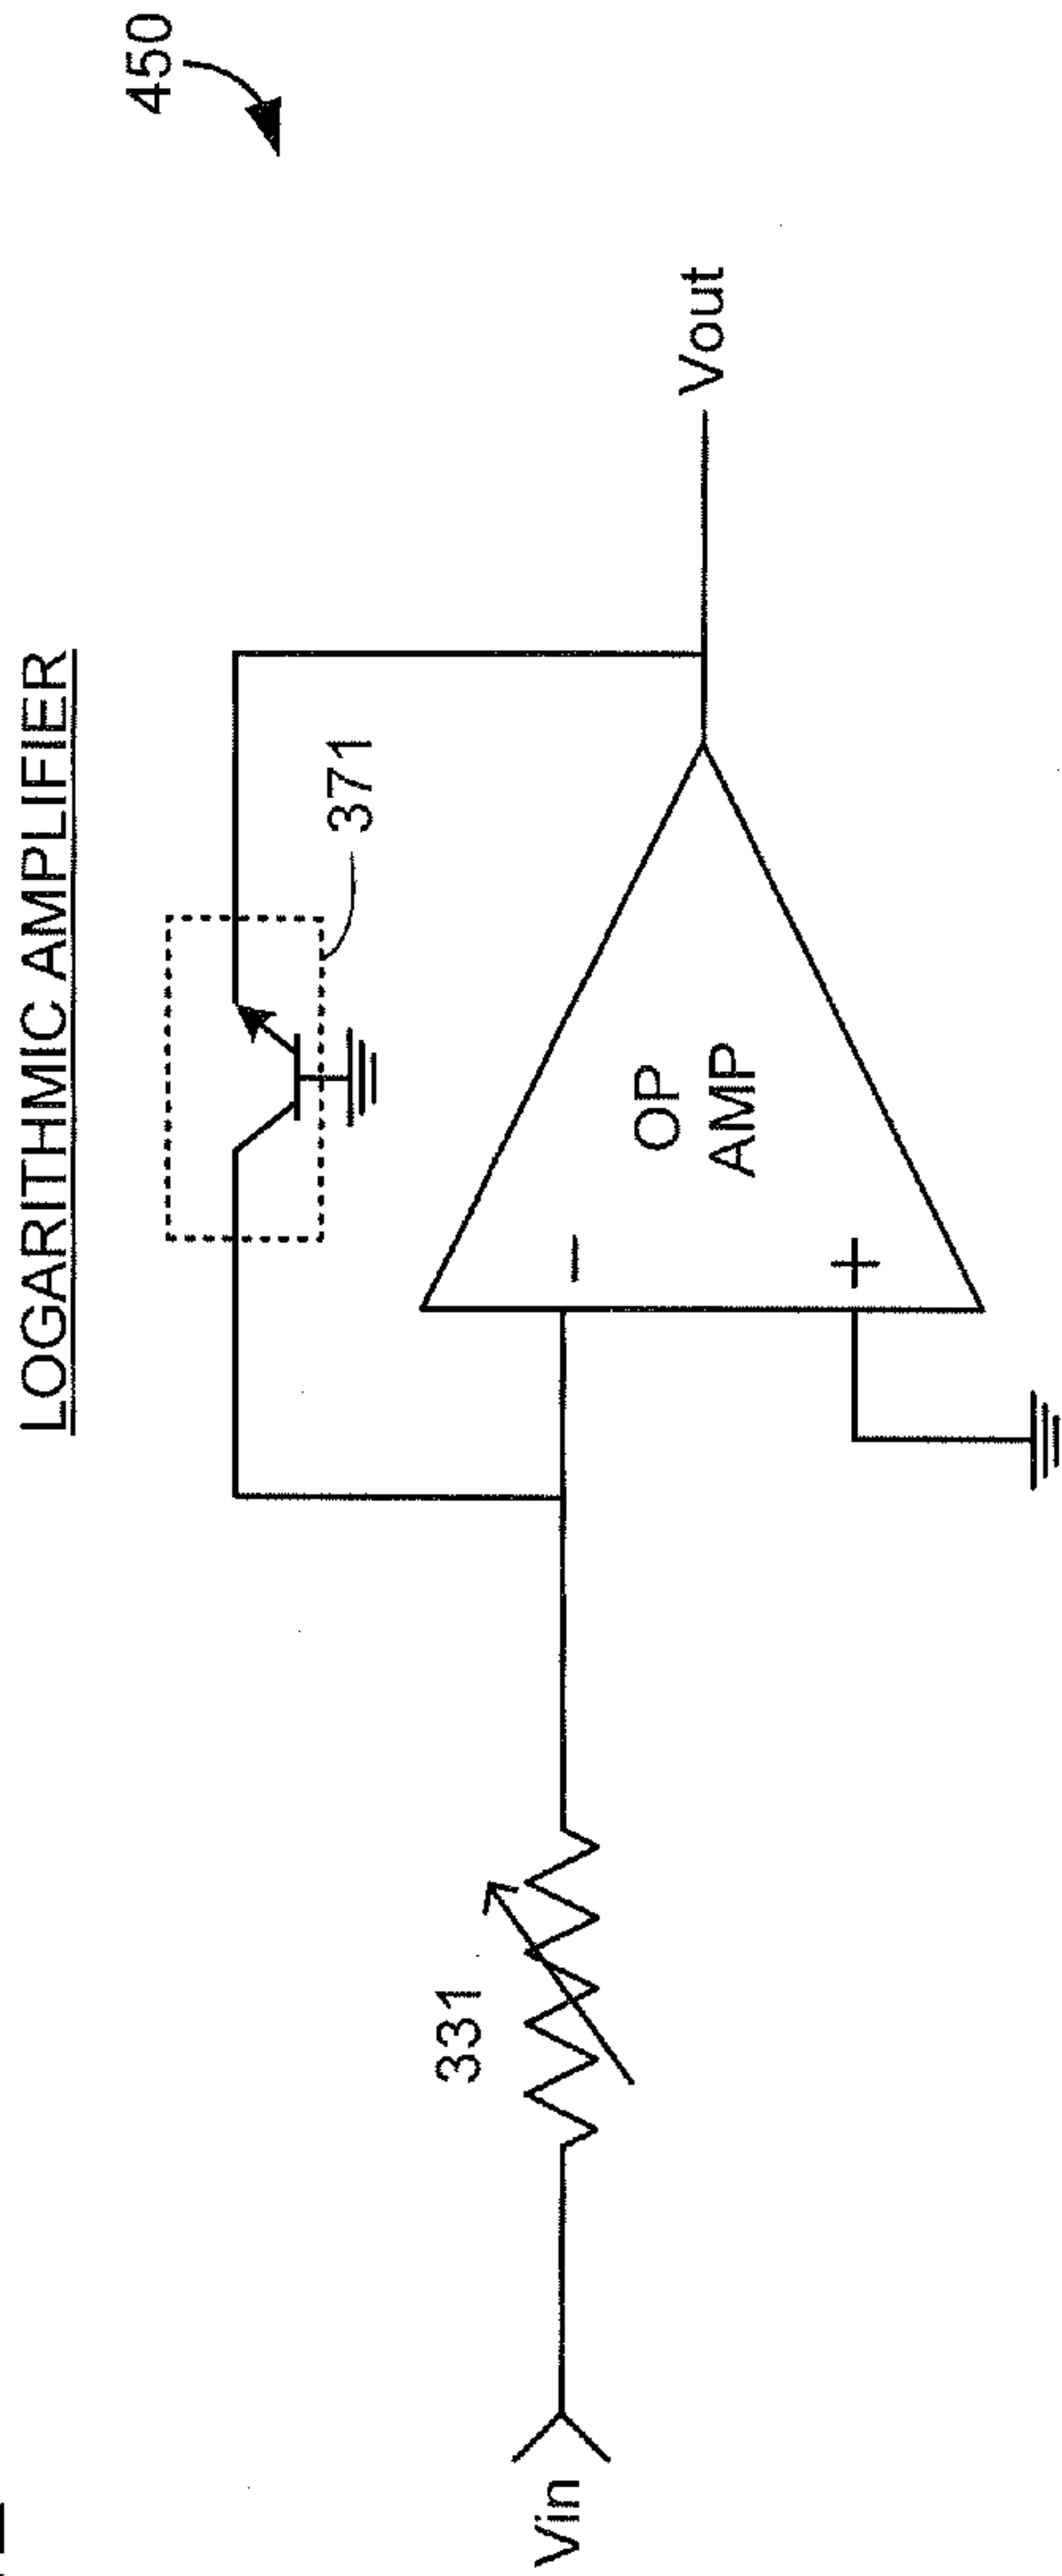 LOGARITHMIC AMPLIFIER
450
371
331
Vin
−
+
OP
AMP
Vout